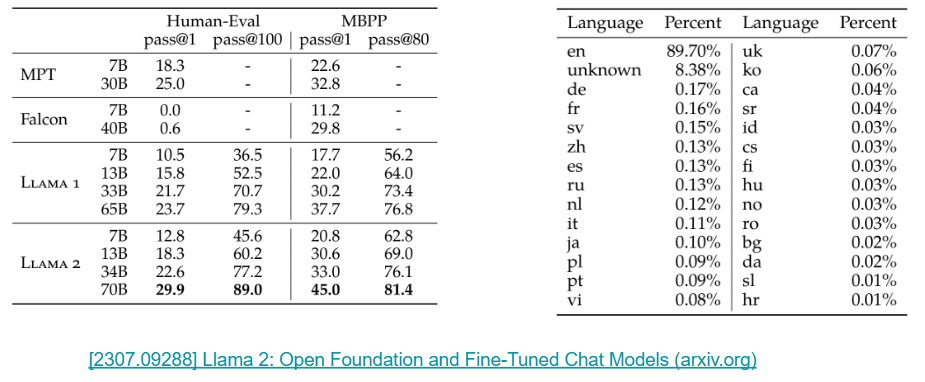 Human-Eval MBPP
pass@1 pass@100 pass@1 pass@80
MPT 7B 18.3 - 22.6 -
30B 25.0 - 32.8 -
Falcon 7B 0.0 - 11.2 -
40B 0.6 - 29.8 -
LLAMA 1 7B 10.5 36.5 17.7 56.2
13B 15.8 52.5 22.0 64.0
33B 21.7 70.7 30.2 73.4
65B 23.7 79.3 37.7 76.8
LLAMA 2 7B 12.8 45.6 20.8 62.8
13B 18.3 60.2 30.6 69.0
34B 22.6 77.2 33.0 76.1
70B 29.9 89.0 45.0 81.4
Language Percent Language Percent
en 89.70% uk 0.07%
unknown 8.38% ko 0.06%
de 0.17% ca 0.04%
fr 0.16% sr 0.04%
sv 0.15% id 0.03%
zh 0.13% cs 0.03%
es 0.13% fi 0.03%
ru 0.13% hu 0.03%
nl 0.12% no 0.03%
it 0.11% ro 0.03%
ja 0.10% bg 0.02%
pl 0.09% da 0.02%
pt 0.09% sl 0.01%
vi 0.08% hr 0.01%
[2307.09288] Llama 2: Open Foundation and Fine-Tuned Chat Models (arxiv.org)